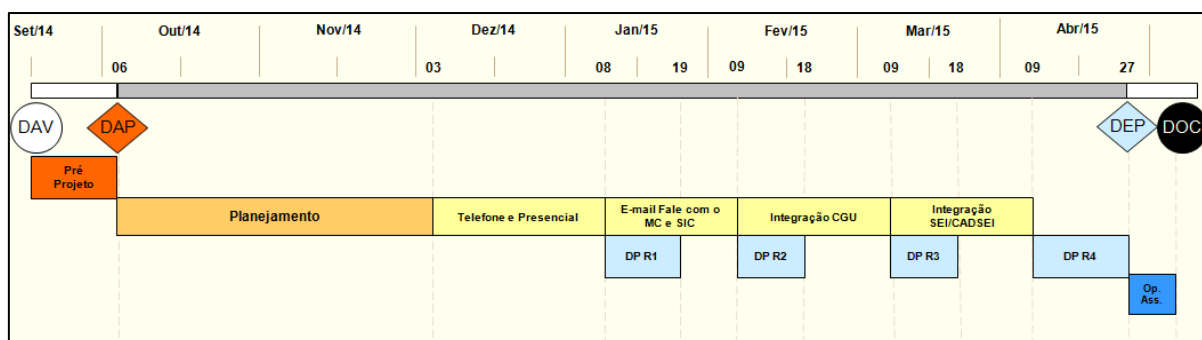 Set/14 Out/14 Nov/14 Dez/14 Jan/15 Fev/15 Mar/15 Abr/15
06 03 08 19 09 18 09 18 09 27
DAV DAP DEP DOC
Pré
Projeto
Planejamento
Telefone e Presencial
E-mail Fale com o
MC e SIC
Integração CGU
Integração
SEI/CADSEI
DP R1 DP R2 DP R3 DP R4
Op.
Ass.